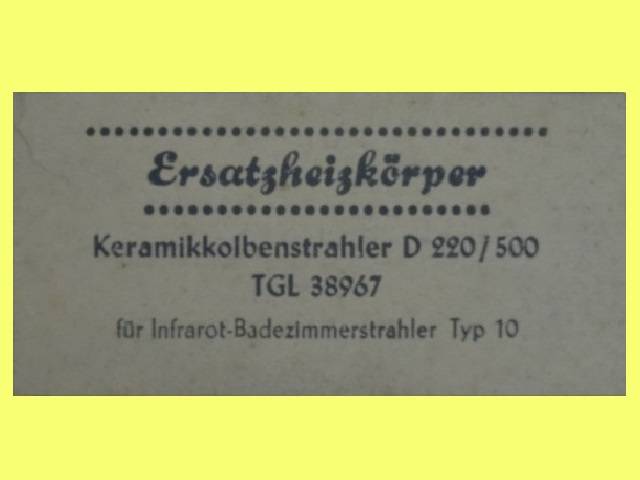 Ersatzheizkörper
Keramikkolbenstrahler D 220/500
TGL 38967
für Infrarot-Badezimmerstrahler Typ 10